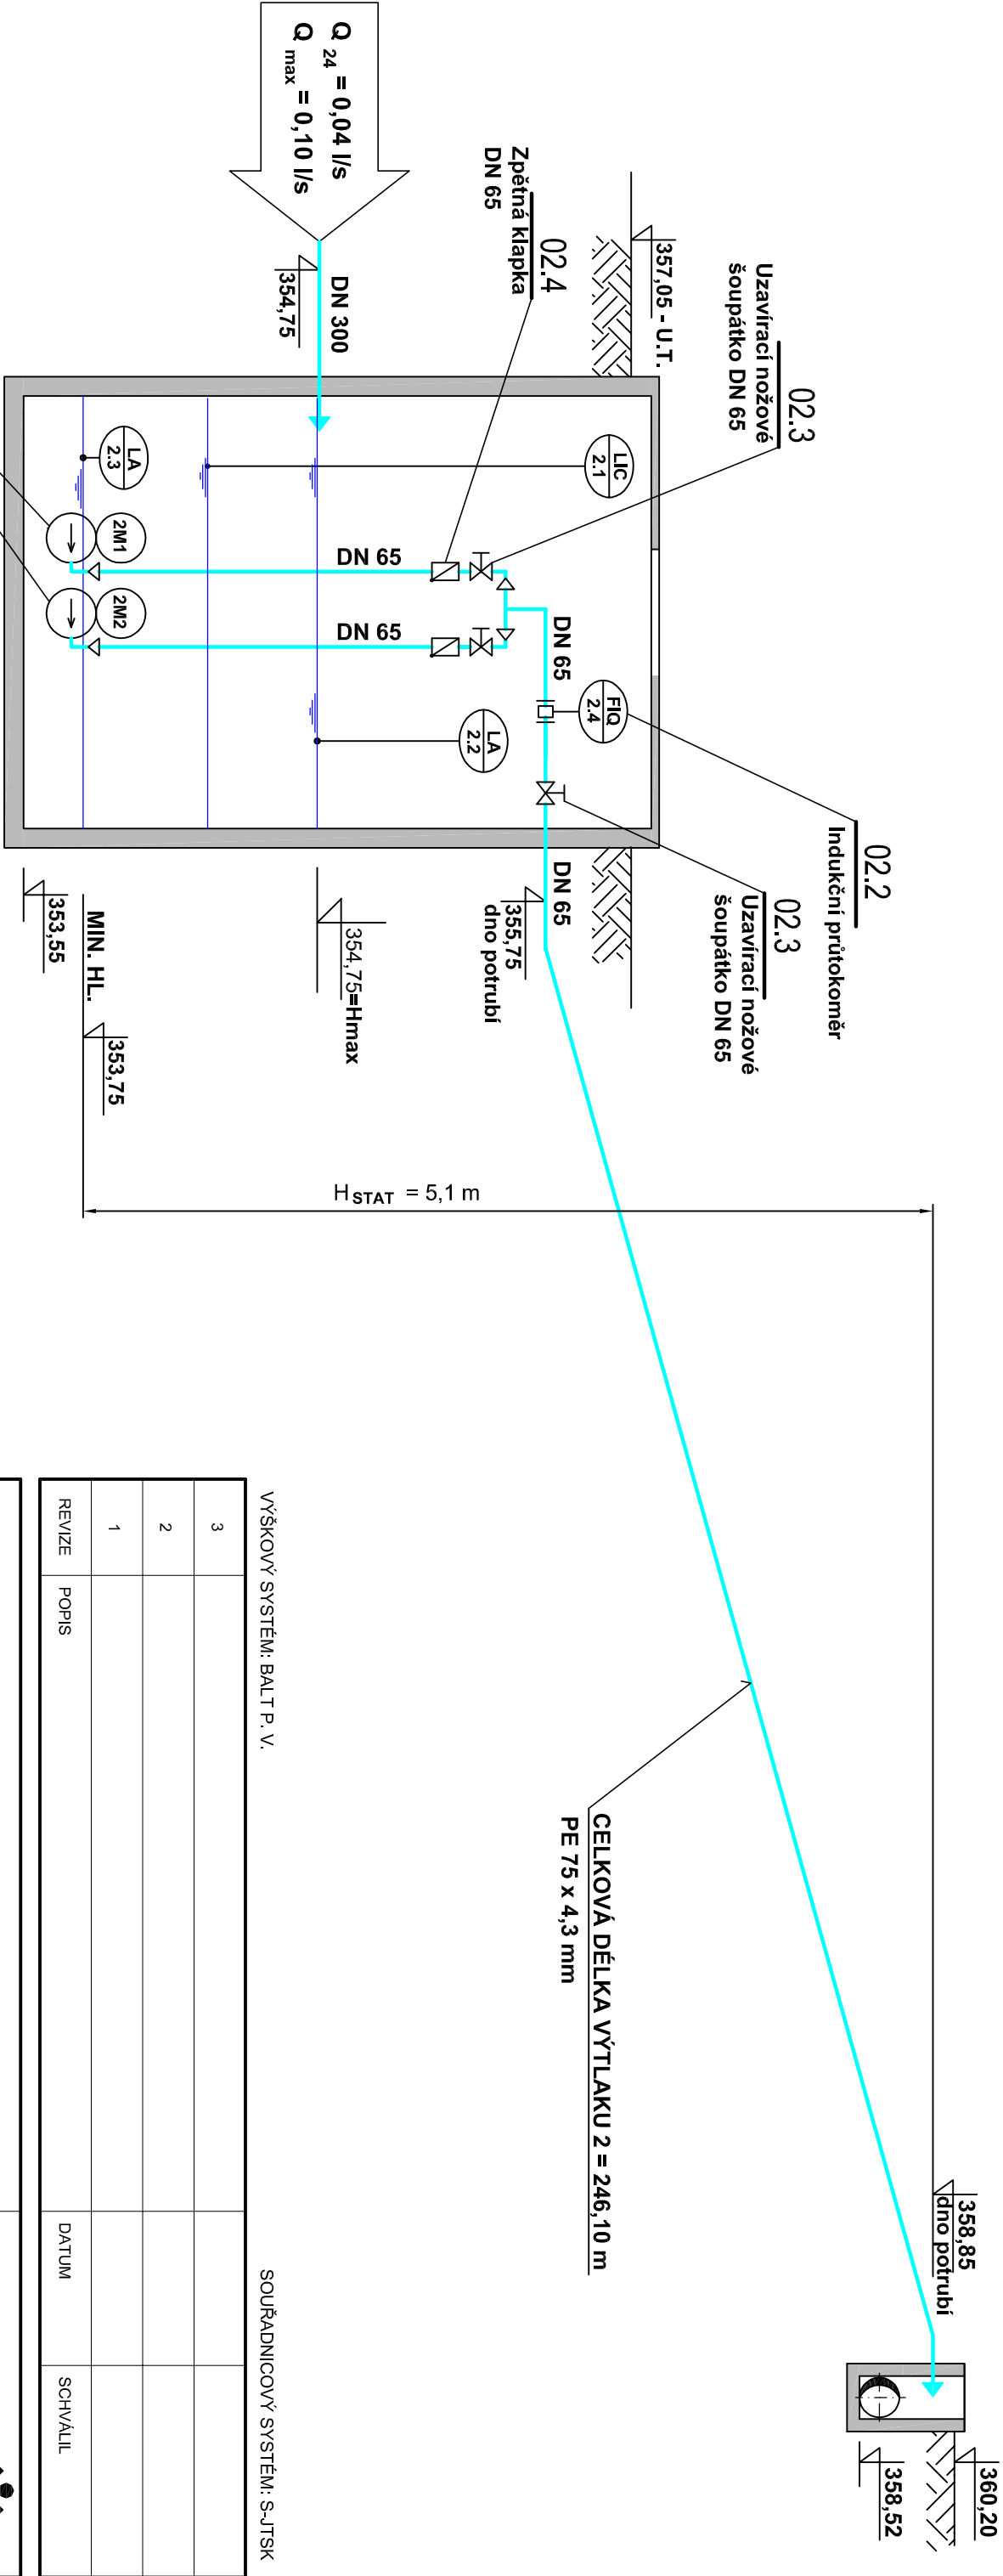 Q 24 = 0,04 l/s
Q max = 0,10 l/s
DN 300
354,75
02.4
Zpětná klapka
DN 65
357,05 - U.T.
02.3
Uzavírací nožové
šoupátko DN 65
LIC
2.1
LA
2.3
2M1
2M2
DN 65
DN 65
DN 65
FIQ
2.4
LA
2.2
02.2
Indukční průtokoměr
02.3
Uzavírací nožové
šoupátko DN 65
DN 65
355,75
dno potrubí
354,75=Hmax
MIN. HL.
353,75
353,55
HSTAT = 5,1 m
CELKOVÁ DÉLKA VÝTLAKU 2 = 246,10 m
PE 75 x 4,3 mm
358,85
dno potrubí
360,20
358,52
VÝŠKOVÝ SYSTÉM: BALT P. V.
SOUŘADNICOVÝ SYSTÉM: S-JTSK
3
2
1
REVIZE
POPIS
DATUM
SCHVÁLIL